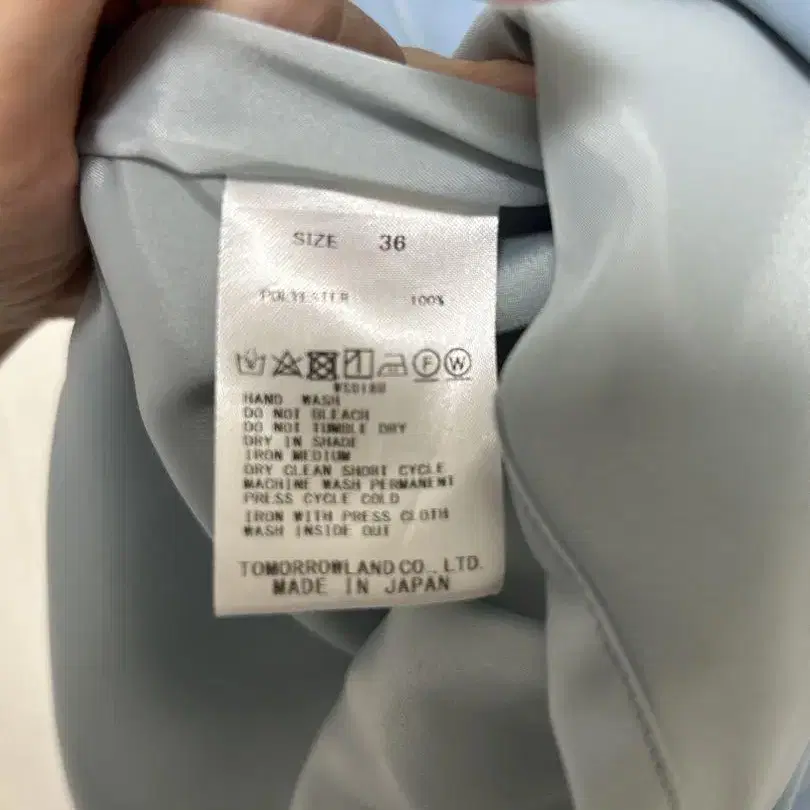 SIZE 36
POLYESTER 100%
F W
HAND WASH
DO NOT BLEACH
DO NOT TUMBLE DRY
DRY IN SHADE
IRON MEDIUM
DRY CLEAN SHORT CYCLE
MACHINE WASH PERMANENT
PRESS CYCLE COLD
IRON WITH PRESS CLOTH
WASH INSIDE OUT
TOMORROWLAND CO., LTD.
MADE IN JAPAN